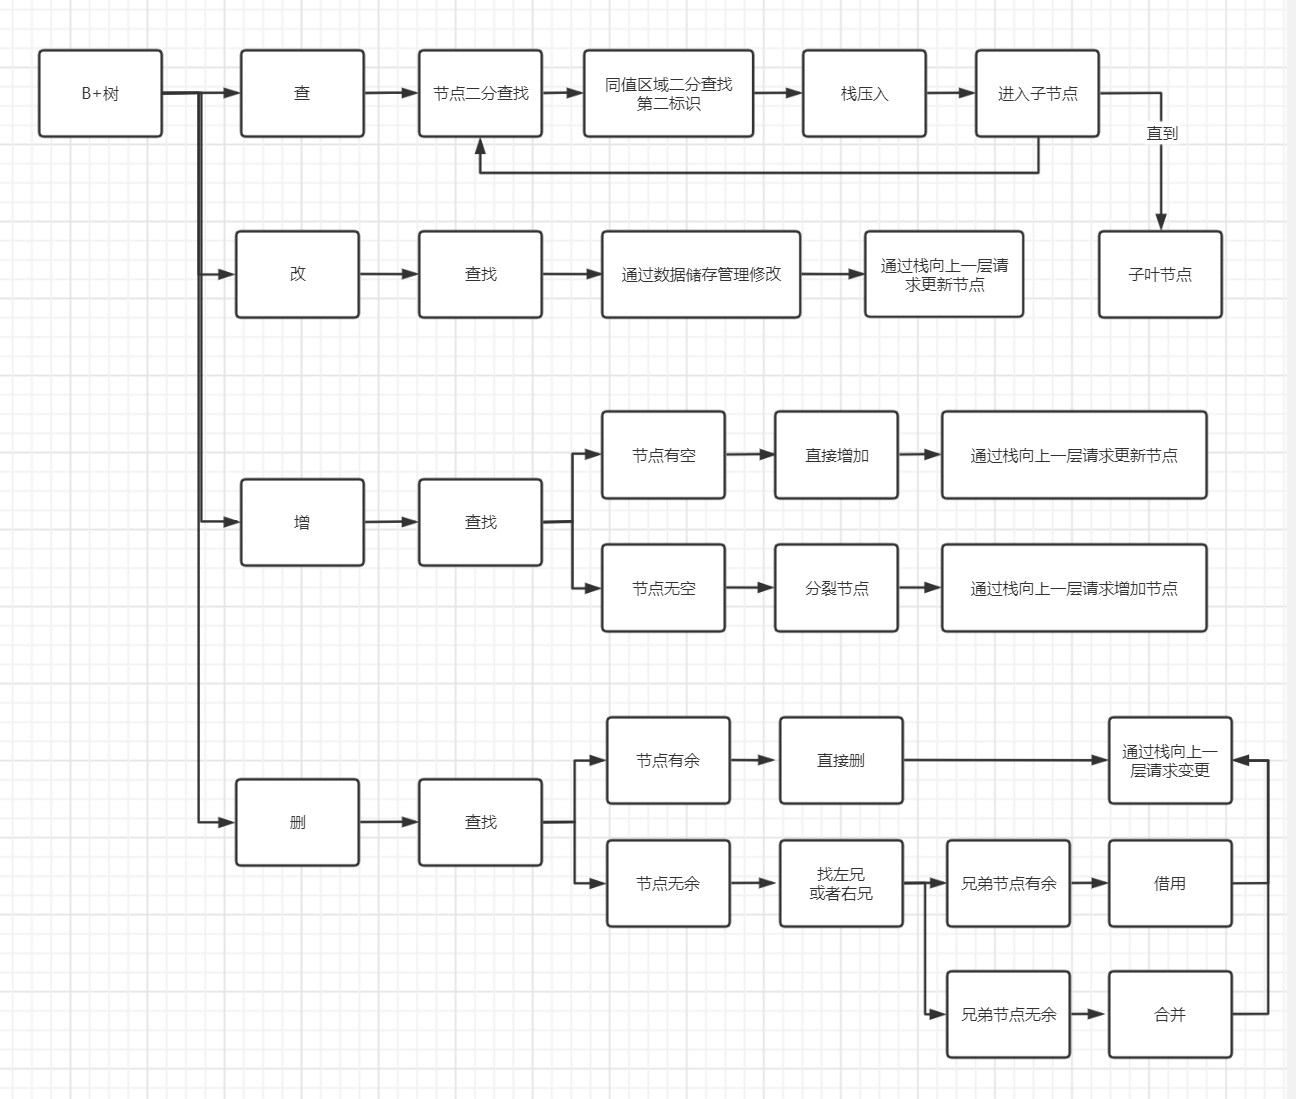 B+树
查
节点二分查找
同值区域二分查找
第二标识
栈压入
进入子节点
直到
改
查找
通过数据储存管理修改
通过栈向上一层请
求更新节点
子叶节点
节点有空
直接增加
通过栈向上一层请求更新节点
增
查找
节点无空
分裂节点
通过栈向上一层请求增加节点
节点有余
直接删
通过栈向上一
层请求变更
删
查找
节点无余
找左兄
或者右兄
兄弟节点有余
借用
兄弟节点无余
合并